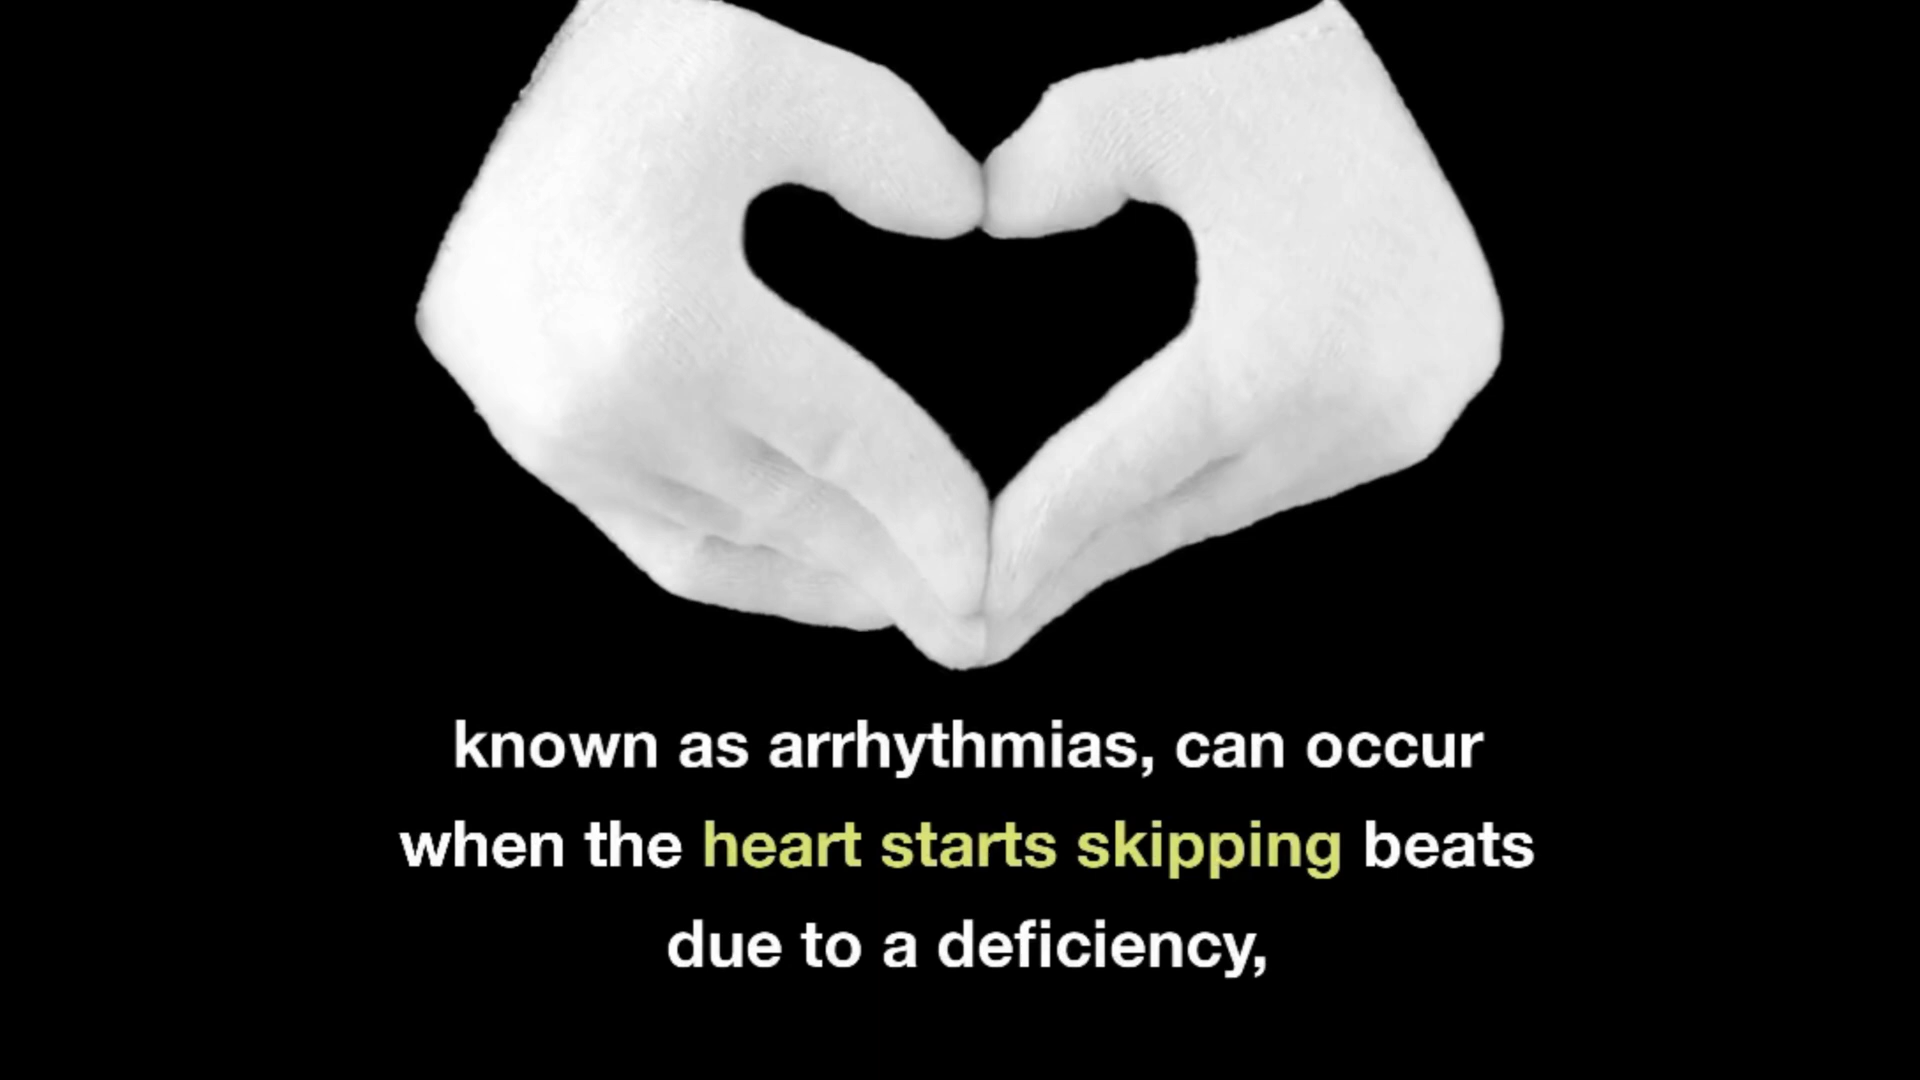 known as arrhythmias, can occur
when the heart starts skipping beats
due to a deficiency,